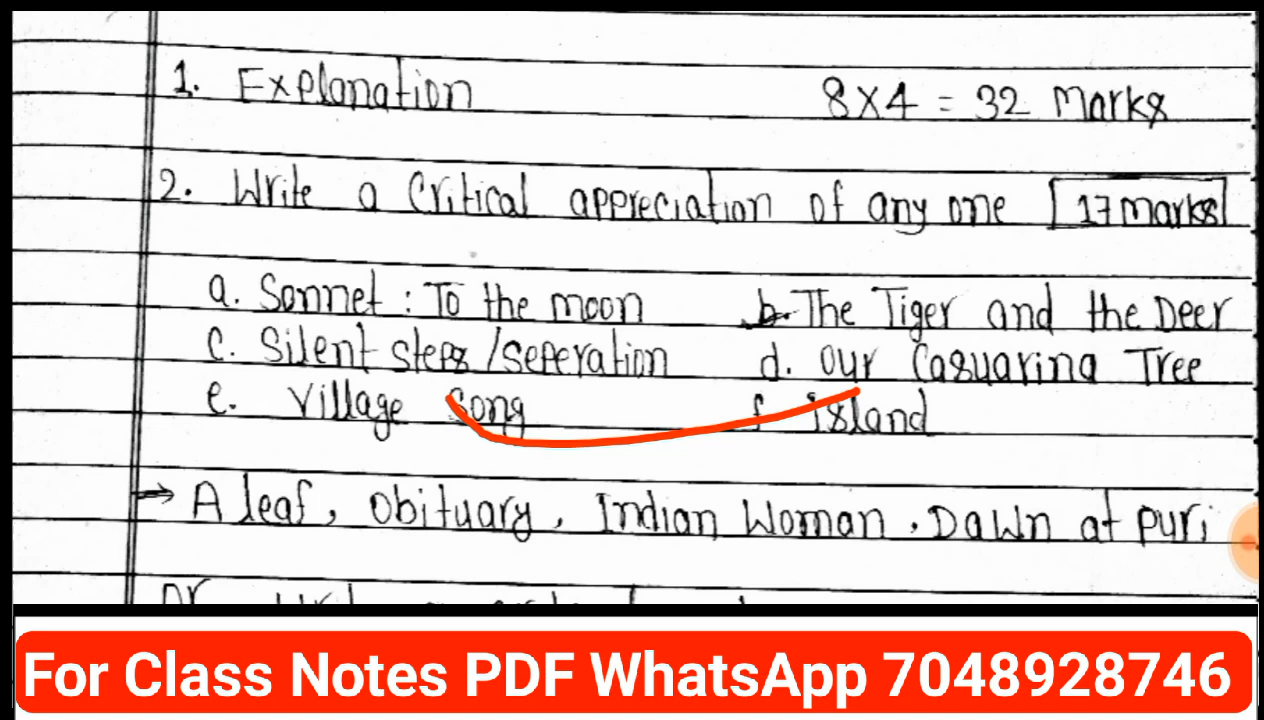 1. Explanation 8x4 = 32 Marks
2. Write a Critical appreciation of any one 17 marks
a. Sonnet : To the moon b. The Tiger and the Deer
c. Silent steps / seperation d. our Casuarina Tree
e. Village Song f island
→ A leaf, Obituary, Indian Woman, Dawn at puri
or
For Class Notes PDF WhatsApp 7048928746